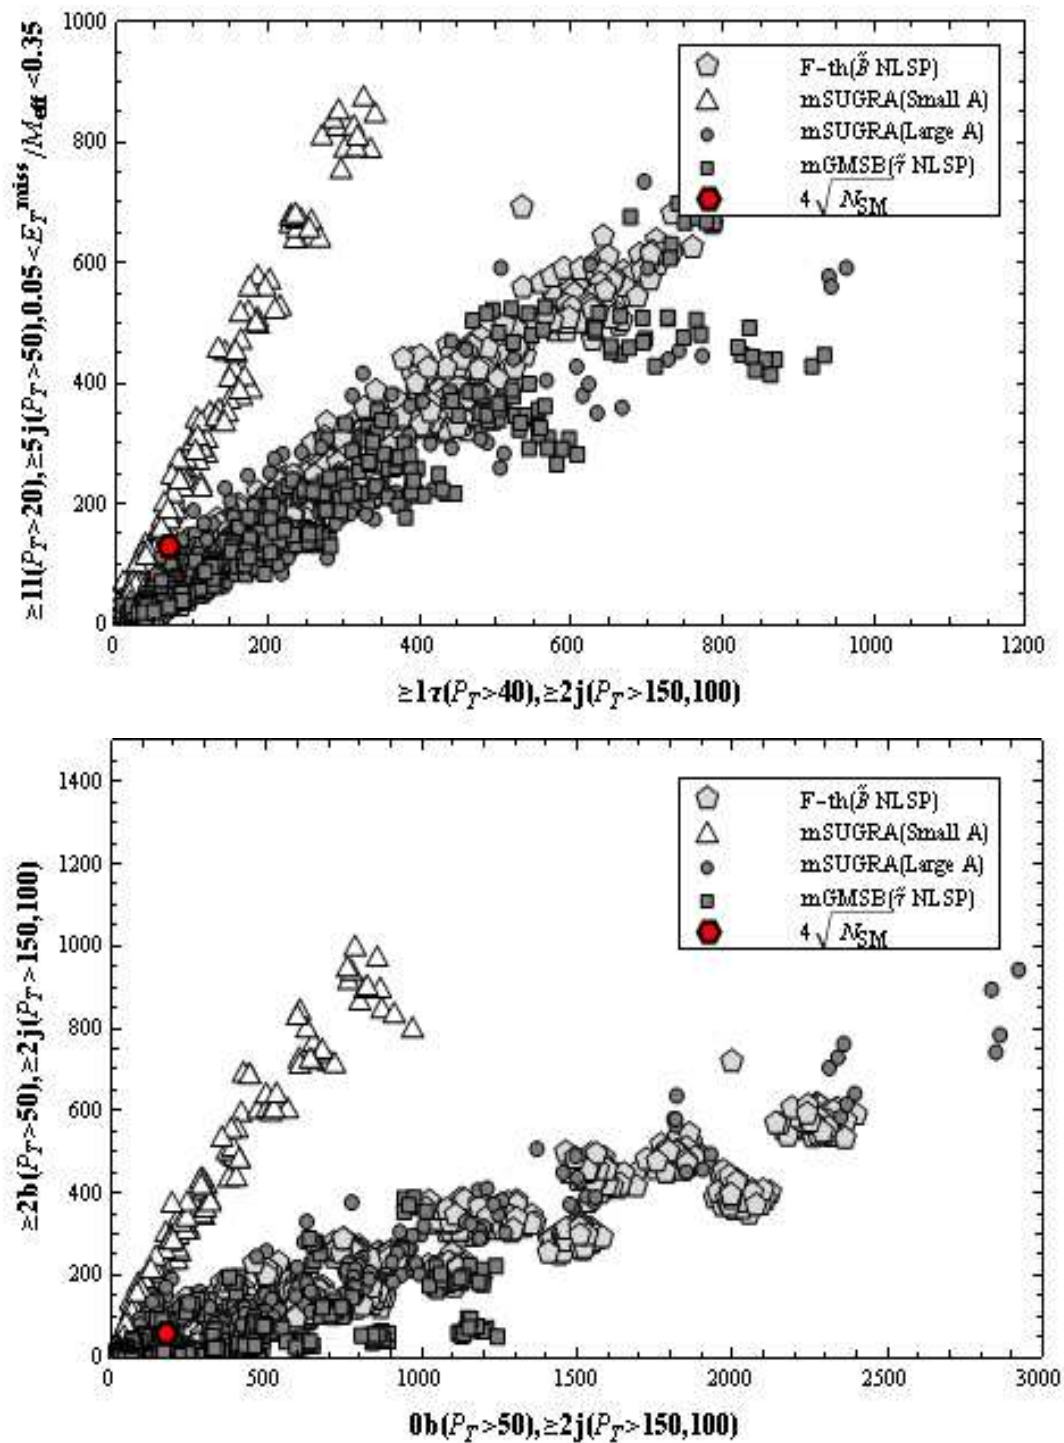 ≥1l(P_T>20),≥5j(P_T>50),0.05<E_T^miss/M_eff<0.35
1000
800
600
400
200
0
F-th(B̃ NLSP)
mSUGRA(Small A)
mSUGRA(Large A)
mGMSB(τ̃ NLSP)
4√N_SM
0 200 400 600 800 1000 1200
≥1τ(P_T>40),≥2j(P_T>150,100)
≥2b(P_T>50),≥2j(P_T>150,100)
1400
1200
1000
800
600
400
200
0
F-th(B̃ NLSP)
mSUGRA(Small A)
mSUGRA(Large A)
mGMSB(τ̃ NLSP)
4√N_SM
0 500 1000 1500 2000 2500 3000
0b(P_T>50),≥2j(P_T>150,100)